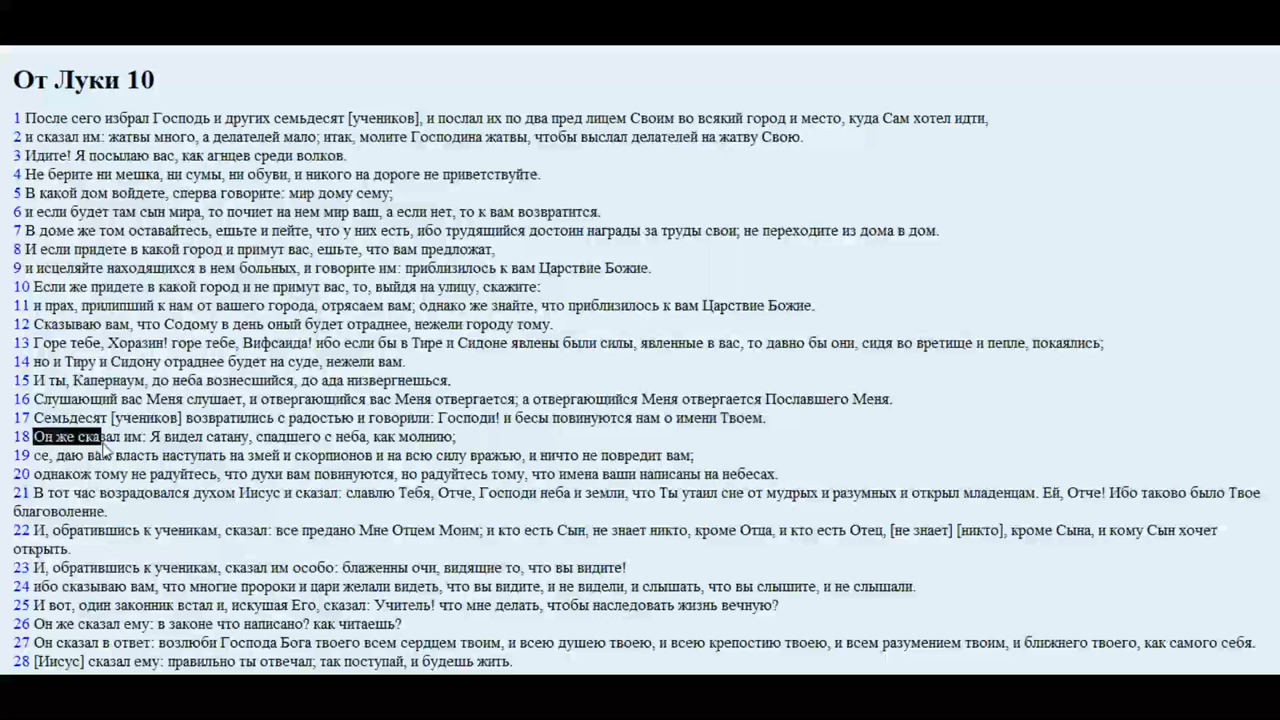 От Луки 10
1 После сего избрал Господь и других семьдесят [учеников], и послал их по два пред лицем Своим во всякий город и место, куда Сам хотел идти,
2 и сказал им: жатвы много, а делателей мало; итак, молите Господина жатвы, чтобы выслал делателей на жатву Свою.
3 Идите! Я посылаю вас, как агнцев среди волков.
4 Не берите ни мешка, ни сумы, ни обуви, и никого на дороге не приветствуйте.
5 В какой дом войдете, сперва говорите: мир дому сему;
6 и если будет там сын мира, то почиет на нем мир ваш, а если нет, то к вам возвратится.
7 В доме же том оставайтесь, ешьте и пейте, что у них есть, ибо трудящийся достоин награды за труды свои; не переходите из дома в дом.
8 И если придете в какой город и примут вас, ешьте, что вам предложат,
9 и исцеляйте находящихся в нем больных, и говорите им: приблизилось к вам Царствие Божие.
10 Если же придете в какой город и не примут вас, то, выйдя на улицу, скажите:
11 и прах, прилипший к нам от вашего города, отрясаем вам; однако же знайте, что приблизилось к вам Царствие Божие.
12 Сказываю вам, что Содому в день оный будет отраднее, нежели городу тому.
13 Горе тебе, Хоразин! горе тебе, Вифсаида! ибо если бы в Тире и Сидоне явлены были силы, явленные в вас, то давно бы они, сидя во вретище и пепле, покаялись;
14 но и Тиру и Сидону отраднее будет на суде, нежели вам.
15 И ты, Капернаум, до неба вознесшийся, до ада низвергнешься.
16 Слушающий вас Меня слушает, и отвергающийся вас Меня отвергается; а отвергающийся Меня отвергается Пославшего Меня.
17 Семьдесят [учеников] возвратились с радостью и говорили: Господи! и бесы повинуются нам о имени Твоем.
18 Он же сказал им: Я видел сатану, спадшего с неба, как молнию;
19 се, даю вам власть наступать на змей и скорпионов и на всю силу вражью, и ничто не повредит вам;
20 однакож тому не радуйтесь, что духи вам повинуются, но радуйтесь тому, что имена ваши написаны на небесах.
21 В тот час возрадовался духом Иисус и сказал: славлю Тебя, Отче, Господи неба и земли, что Ты утаил сие от мудрых и разумных и открыл младенцам. Ей, Отче! Ибо таково было Твое
благоволение.
22 И, обратившись к ученикам, сказал: все предано Мне Отцем Моим; и кто есть Сын, не знает никто, кроме Отца, и кто есть Отец, [не знает] [никто], кроме Сына, и кому Сын хочет
открыть.
23 И, обратившись к ученикам, сказал им особо: блаженны очи, видящие то, что вы видите!
24 ибо сказываю вам, что многие пророки и цари желали видеть, что вы видите, и не видели, и слышать, что вы слышите, и не слышали.
25 И вот, один законник встал и, искушая Его, сказал: Учитель! что мне делать, чтобы наследовать жизнь вечную?
26 Он же сказал ему: в законе что написано? как читаешь?
27 Он сказал в ответ: возлюби Господа Бога твоего всем сердцем твоим, и всею душею твоею, и всею крепостию твоею, и всем разумением твоим, и ближнего твоего, как самого себя.
28 [Иисус] сказал ему: правильно ты отвечал; так поступай, и будешь жить.